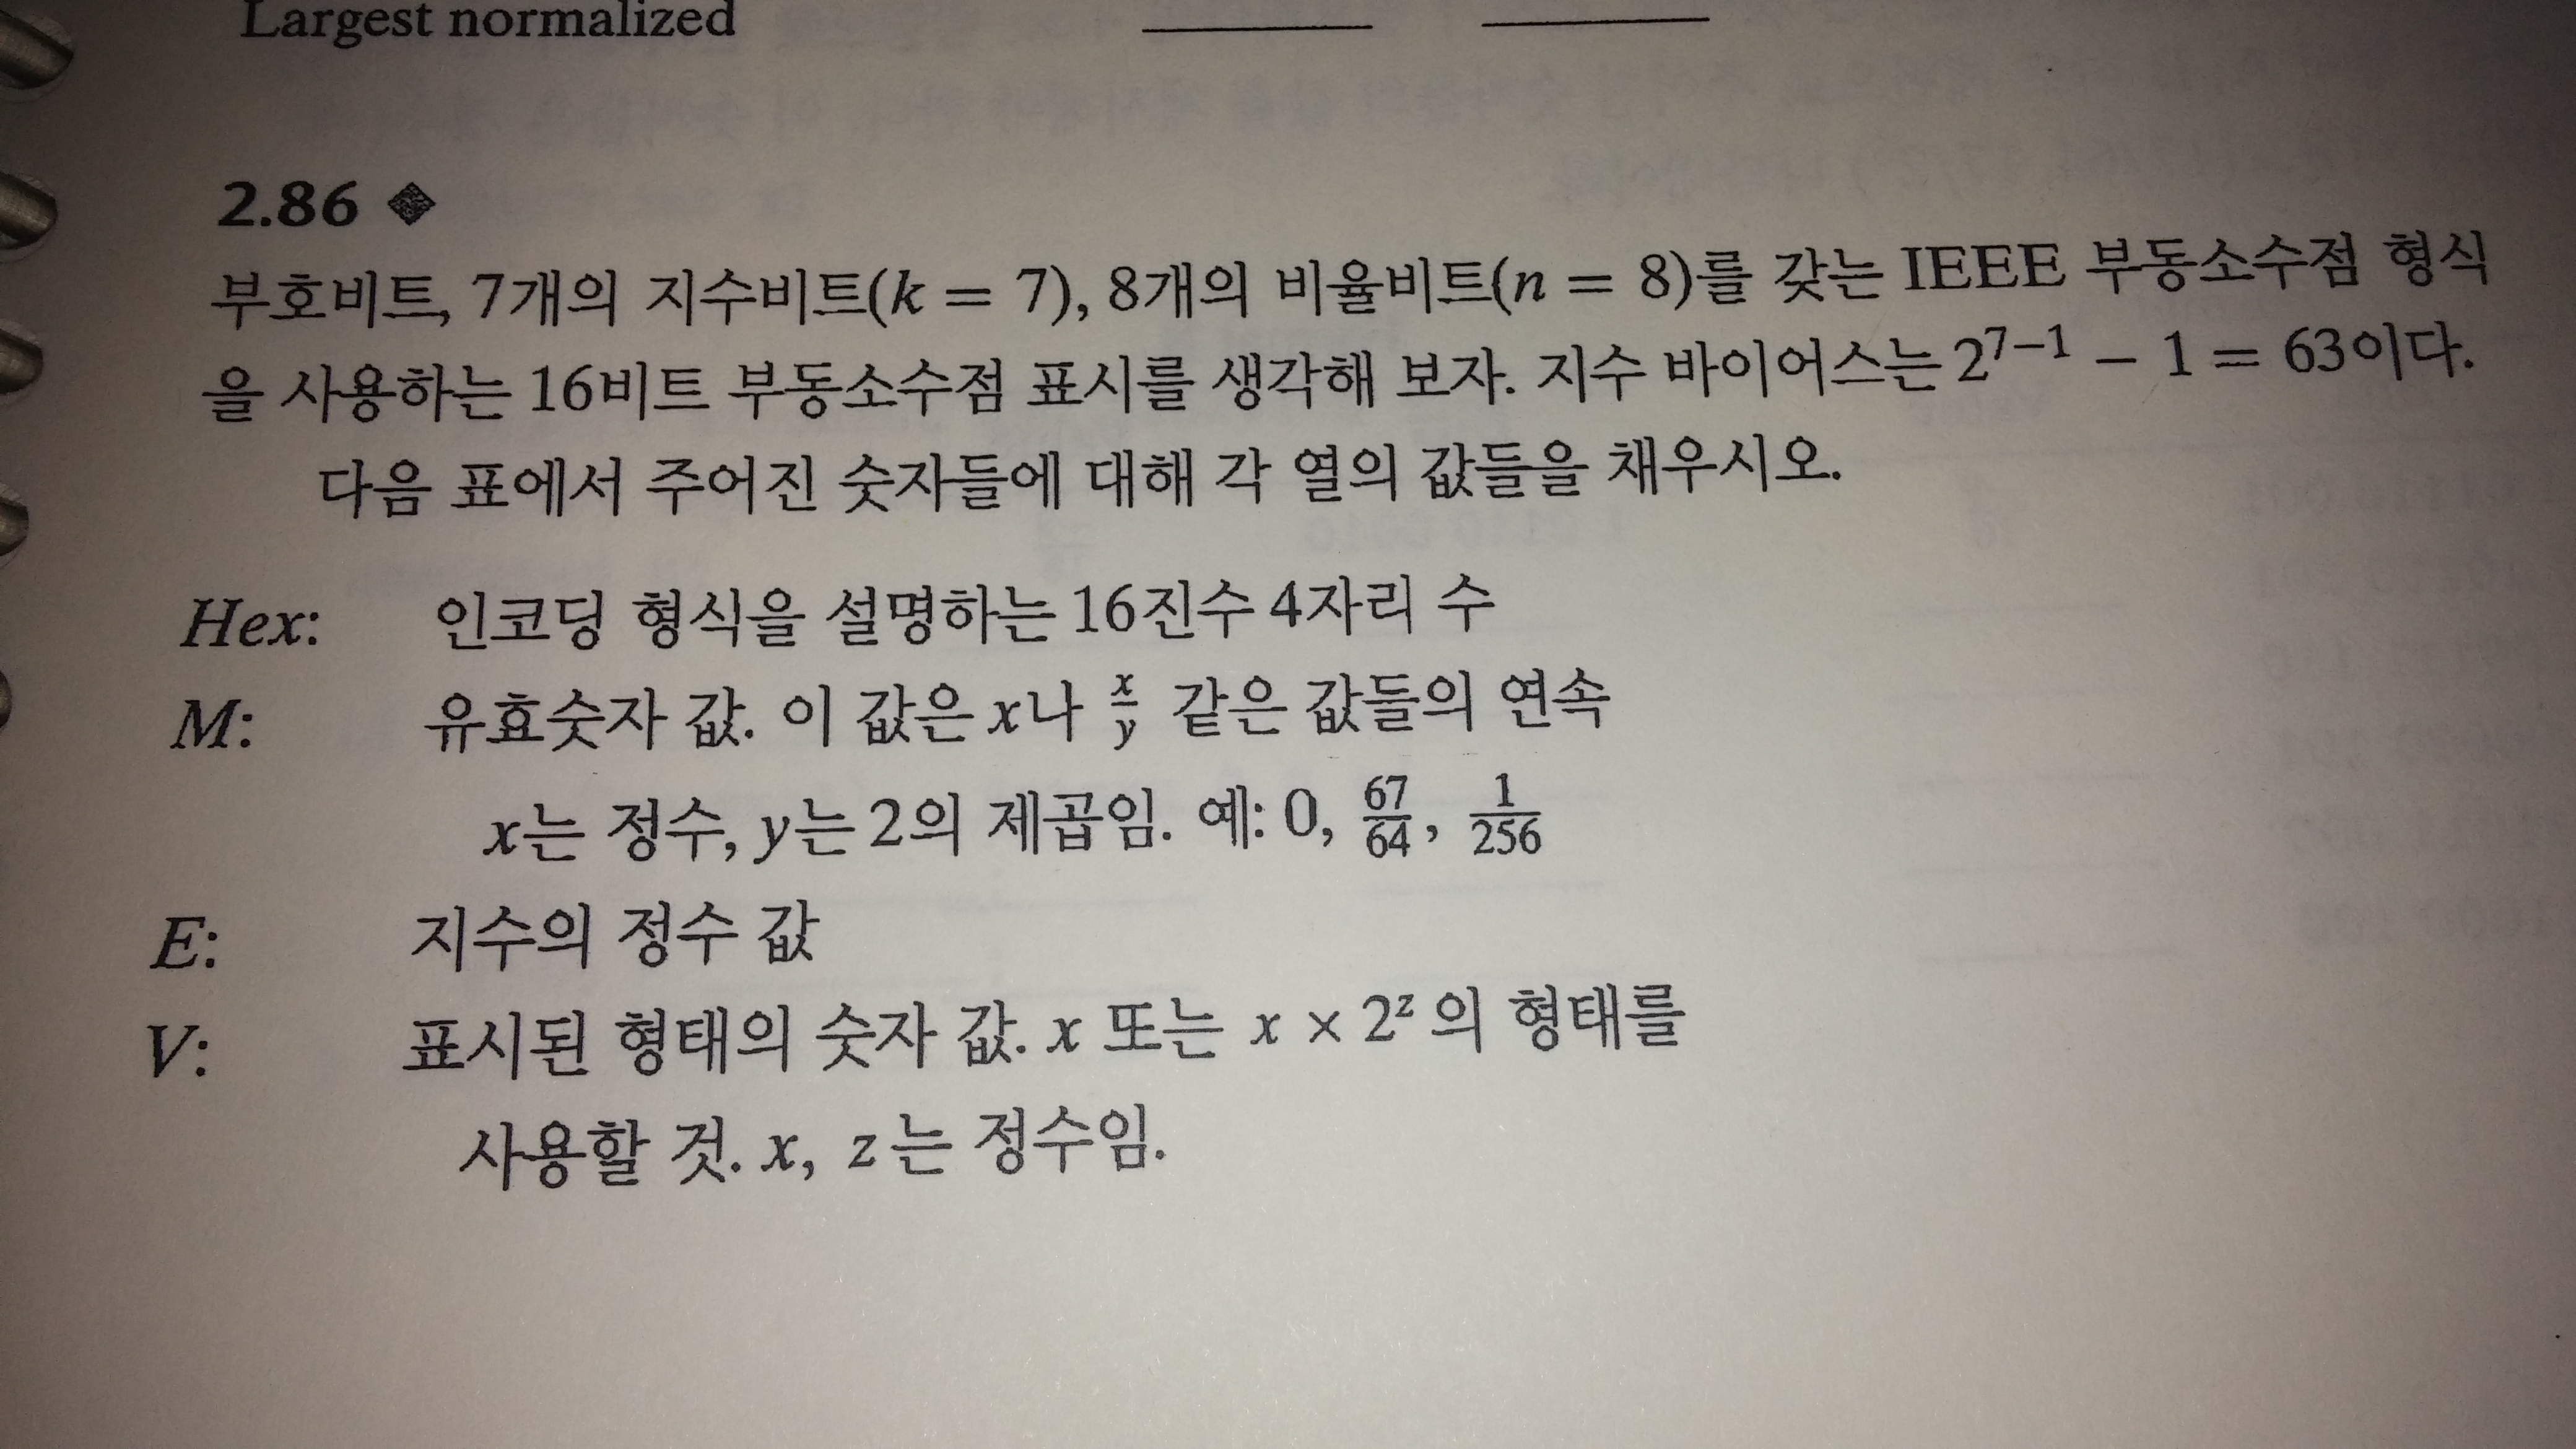 Largest normalized
2.86 ◆
부호비트, 7개의 지수비트(k = 7), 8개의 비율비트(n = 8)를 갖는 IEEE 부동소수점 형식
을 사용하는 16비트 부동소수점 표시를 생각해 보자. 지수 바이어스는 2^{7−1} − 1 = 63이다.
다음 표에서 주어진 숫자들에 대해 각 열의 값들을 채우시오.
Hex: 인코딩 형식을 설명하는 16진수 4자리 수
M: 유효숫자 값. 이 값은 x나 x/y 같은 값들의 연속
x는 정수, y는 2의 제곱임. 예: 0, 67/64, 1/256
E: 지수의 정수 값
V: 표시된 형태의 숫자 값. x 또는 x × 2^z 의 형태를
사용할 것. x, z는 정수임.